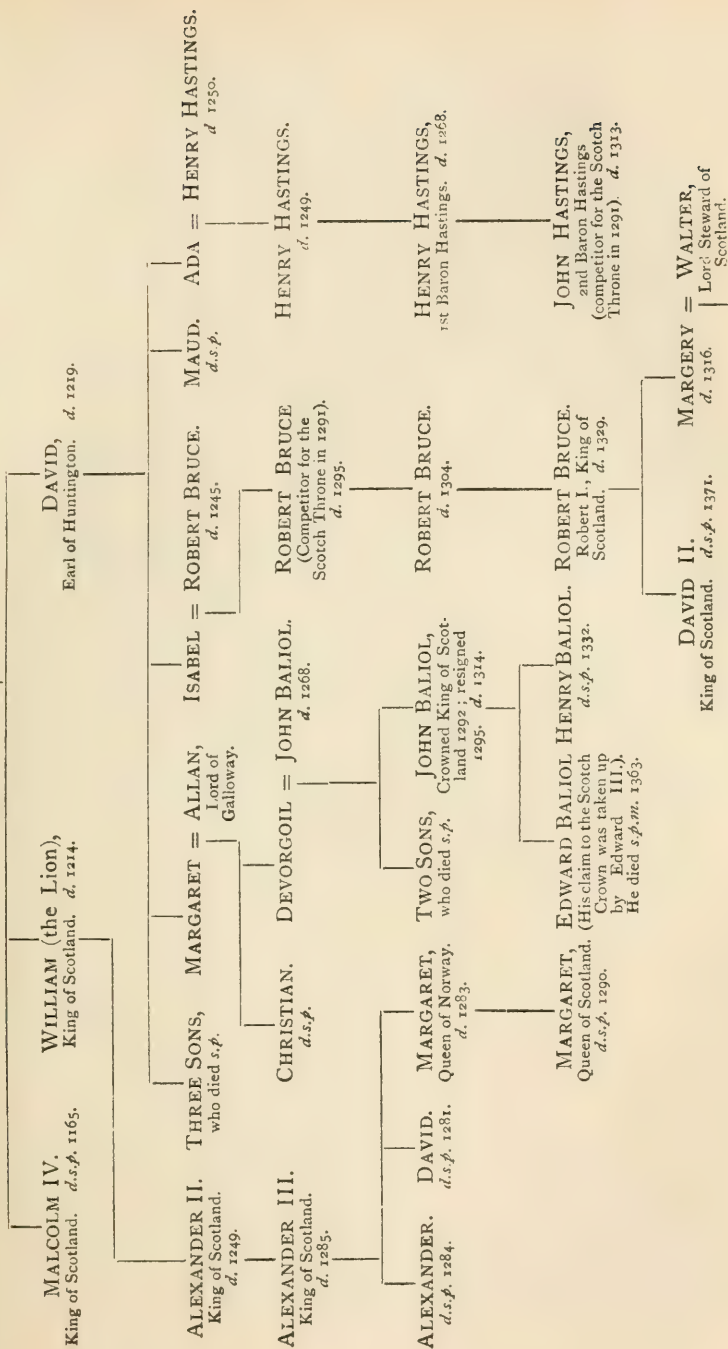 MALCOLM IV.
King of Scotland. d.s.p. 1165.
WILLIAM (the Lion),
King of Scotland. d. 1214.
DAVID,
Earl of Huntington. d. 1219.
ALEXANDER II.
King of Scotland.
d. 1249.
THREE SONS,
who died s.p.
MARGARET = ALLAN,
Lord of
Galloway.
ISABEL = ROBERT BRUCE.
d. 1245.
MAUD.
d.s.p.
ADA = HENRY HASTINGS.
d 1250.
ALEXANDER III.
King of Scotland.
d. 1285.
CHRISTIAN.
d.s.p.
DEVORGOIL = JOHN BALIOL.
d. 1268.
ROBERT BRUCE
(Competitor for the
Scotch Throne in 1291).
d. 1295.
HENRY HASTINGS.
d. 1249.
ALEXANDER.
d.s.p. 1284.
DAVID.
d.s.p. 1281.
MARGARET,
Queen of Norway.
d. 1283.
TWO SONS,
who died s.p.
JOHN BALIOL,
Crowned King of Scot-
land 1292; resigned
1295. d. 1314.
ROBERT BRUCE.
d. 1304.
HENRY HASTINGS,
1st Baron Hastings. d. 1268.
MARGARET,
Queen of Scotland.
d.s.p. 1290.
EDWARD BALIOL
(His claim to the Scotch
Crown was taken up
by Edward III.).
He died s.p.m. 1363.
HENRY BALIOL.
d.s.p. 1332.
ROBERT BRUCE.
Robert I., King of
Scotland. d. 1329.
JOHN HASTINGS,
2nd Baron Hastings
(competitor for the Scotch
Throne in 1291). d. 1313.
DAVID II.
King of Scotland. d.s.p. 1371.
MARGERY = WALTER,
d. 1316.
Lord Steward of
Scotland.